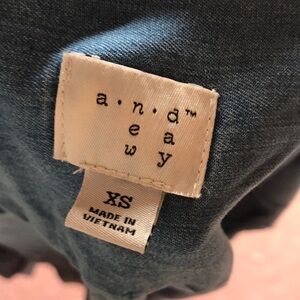 a · n · d™
e a
w y
XS
MADE IN
VIETNAM